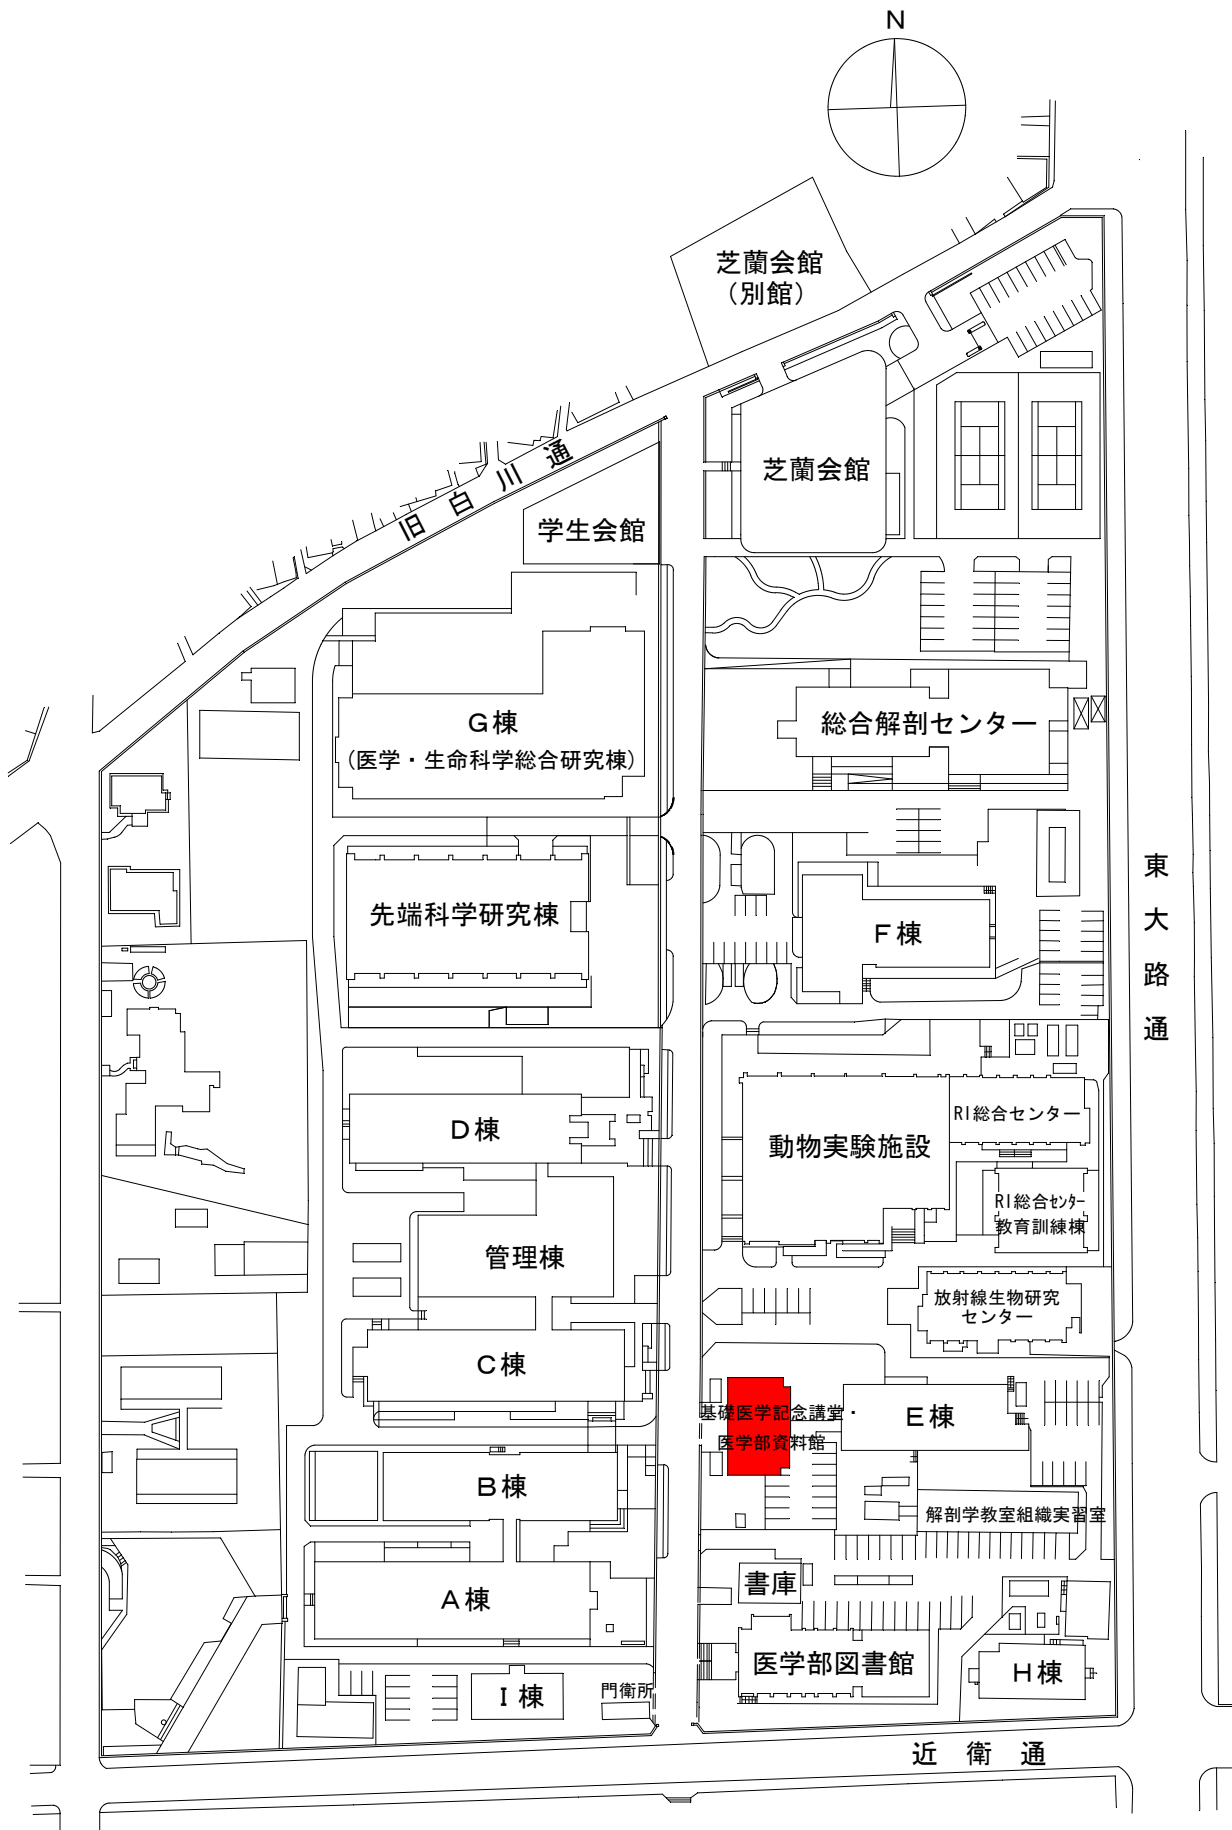 N
芝蘭会館
（別館）
旧白川通
芝蘭会館
学生会館
G棟
（医学・生命科学総合研究棟）
総合解剖センター
先端科学研究棟
F棟
東大路通
D棟
RI総合センター
動物実験施設
RI総合ｾﾝﾀｰ
教育訓練棟
管理棟
放射線生物研究
センター
C棟
基礎医学記念講堂・
医学部資料館
E棟
B棟
解剖学教室組織実習室
A棟
書庫
医学部図書館
H棟
I棟
門衛所
近衛通